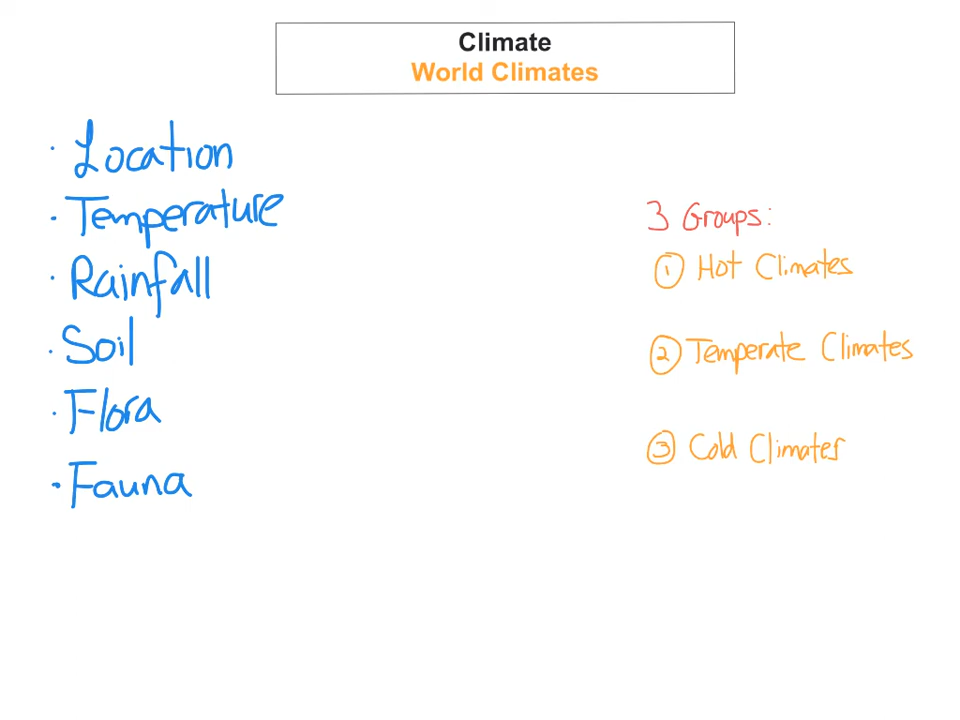 Climate
World Climates
· Location
· Temperature
· Rainfall
· Soil
· Flora
· Fauna
3 Groups:
① Hot Climates
② Temperate Climates
③ Cold Climates